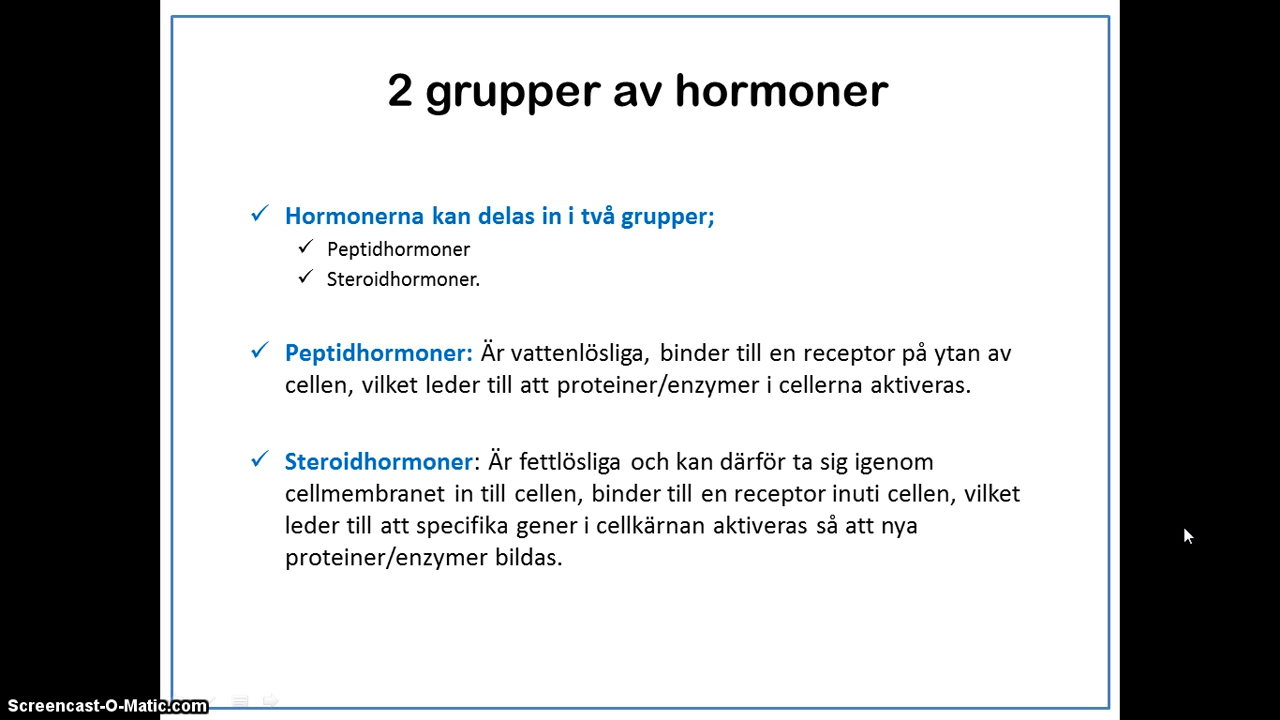 2 grupper av hormoner
Hormonerna kan delas in i två grupper;
Peptidhormoner
Steroidhormoner.
Peptidhormoner: Är vattenlösliga, binder till en receptor på ytan av
cellen, vilket leder till att proteiner/enzymer i cellerna aktiveras.
Steroidhormoner: Är fettlösliga och kan därför ta sig igenom
cellmembranet in till cellen, binder till en receptor inuti cellen, vilket
leder till att specifika gener i cellkärnan aktiveras så att nya
proteiner/enzymer bildas.
Screencast-O-Matic.com